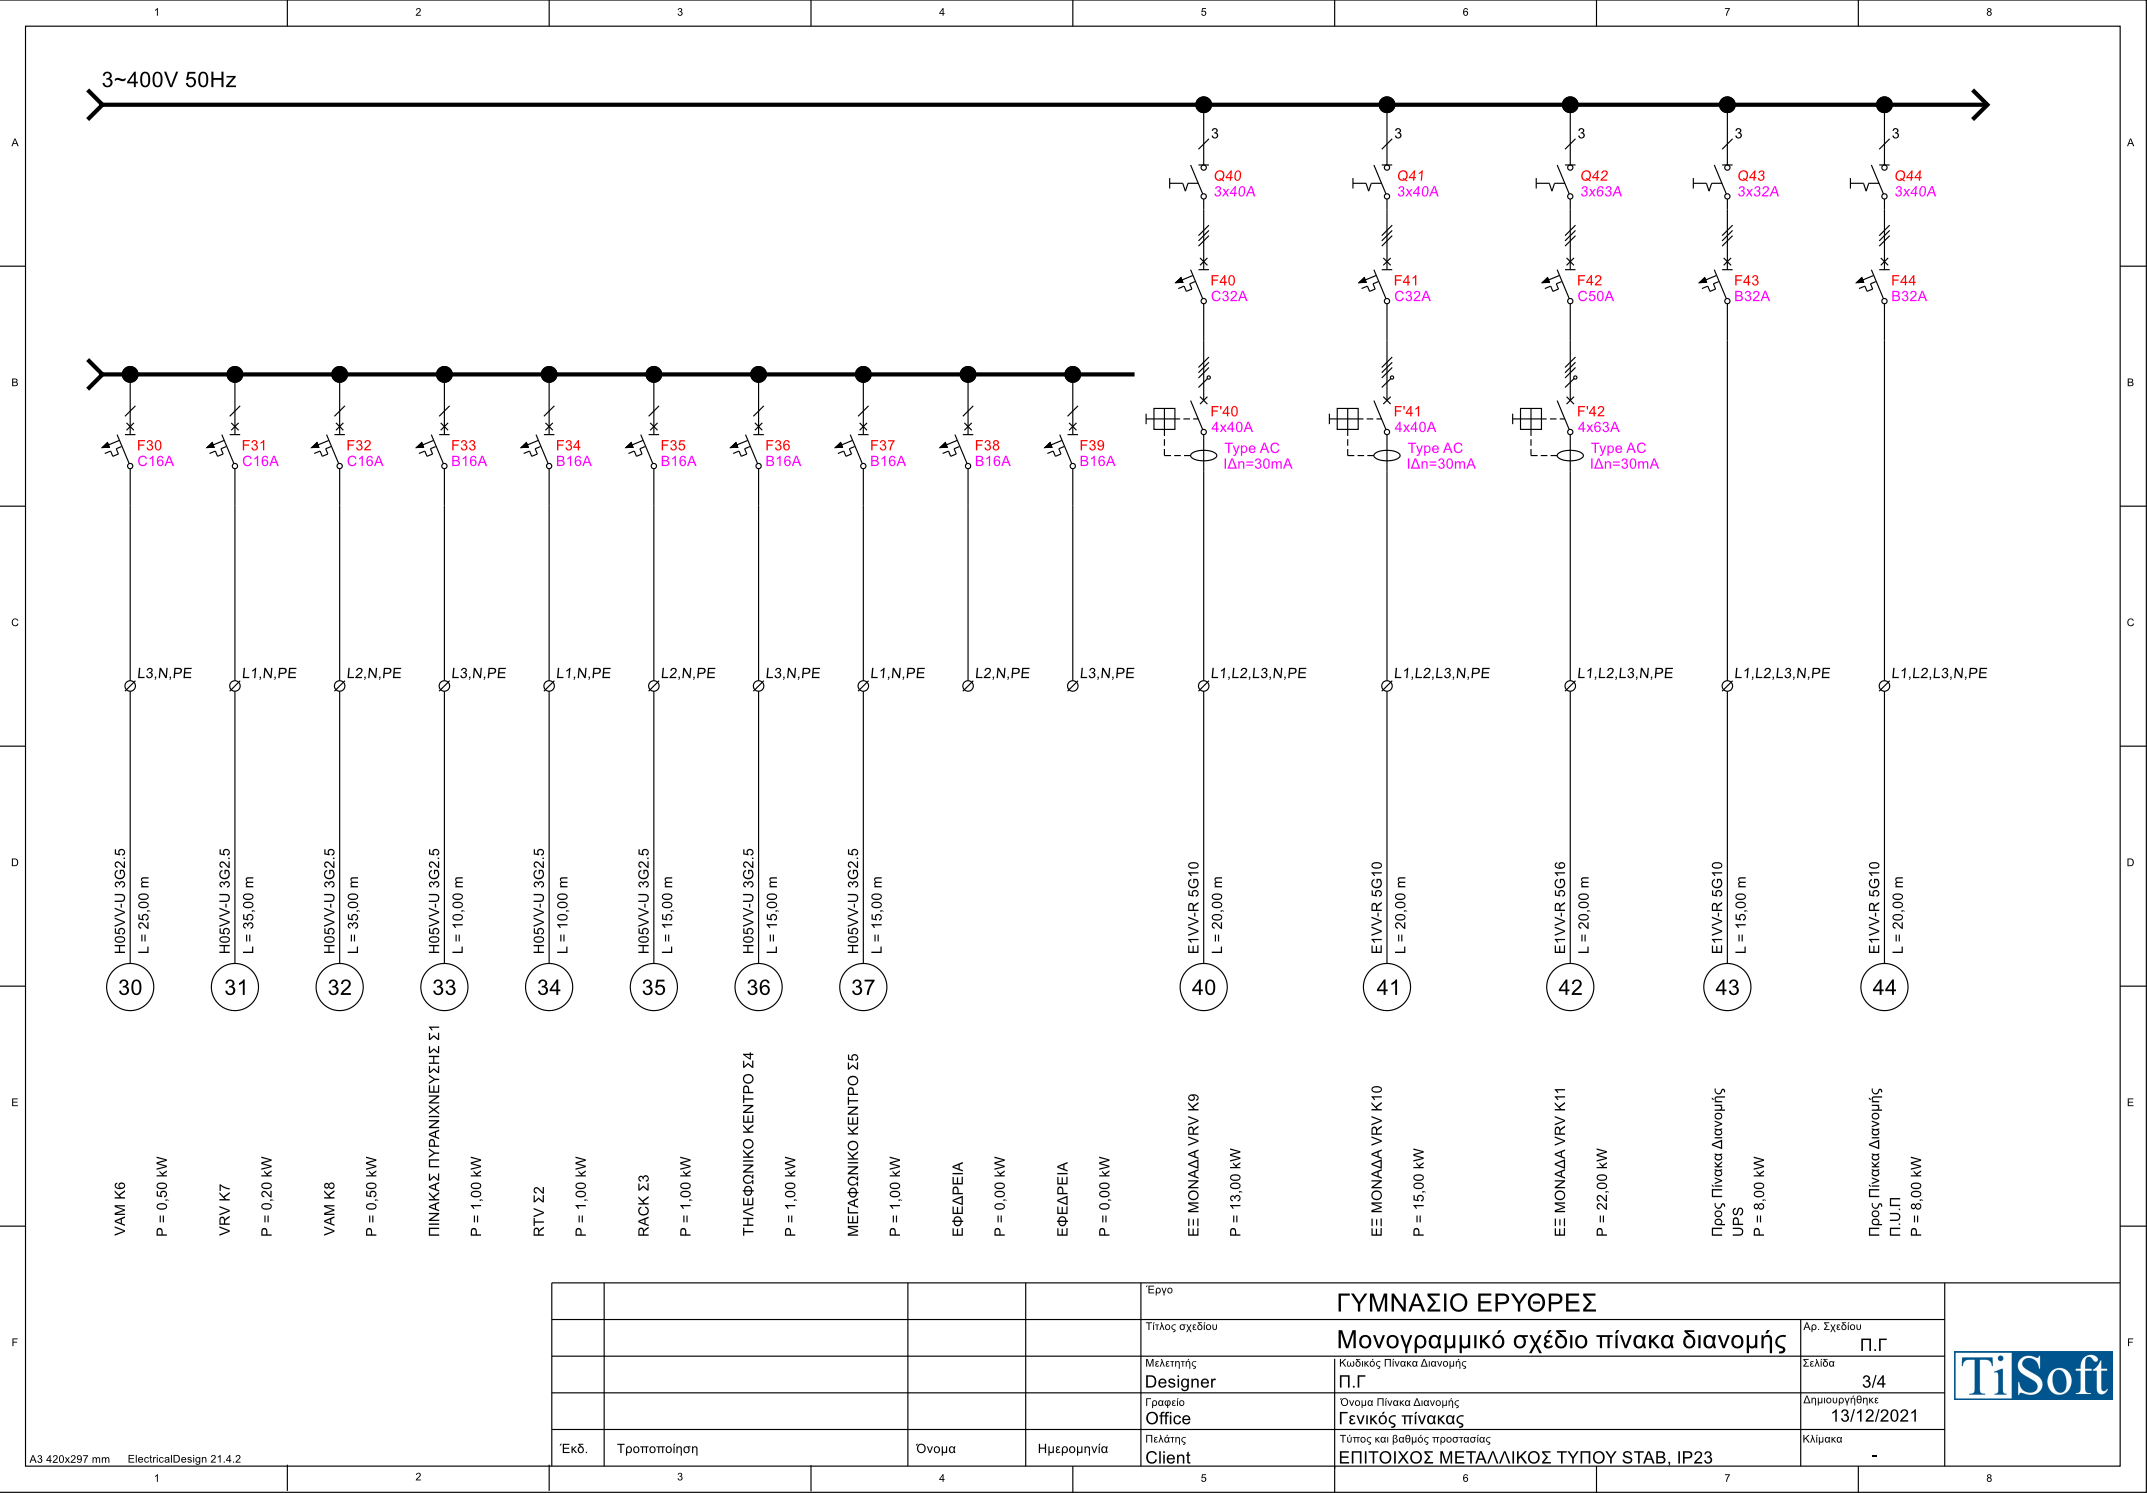 1 2 3 4 5 6 7 8
3~400V 50Hz
A A
3 3 3 3 3
Q40 Q41 Q42 Q43 Q44
3x40A 3x40A 3x63A 3x32A 3x40A
F40 F41 F42 F43 F44
C32A C32A C50A B32A B32A
B B
F'40 F'41 F'42
4x40A 4x40A 4x63A
F30 F31 F32 F33 F34 F35 F36 F37 F38 F39
C16A C16A C16A B16A B16A B16A B16A B16A B16A B16A
Type AC Type AC Type AC
IΔn=30mA IΔn=30mA IΔn=30mA
C C
L3,N,PE L1,N,PE L2,N,PE L3,N,PE L1,N,PE L2,N,PE L3,N,PE L1,N,PE L2,N,PE L3,N,PE L1,L2,L3,N,PE L1,L2,L3,N,PE L1,L2,L3,N,PE L1,L2,L3,N,PE L1,L2,L3,N,PE
D D
H05VV-U 3G2.5
L = 25,00 m
H05VV-U 3G2.5
L = 35,00 m
H05VV-U 3G2.5
L = 35,00 m
H05VV-U 3G2.5
L = 10,00 m
H05VV-U 3G2.5
L = 10,00 m
H05VV-U 3G2.5
L = 15,00 m
H05VV-U 3G2.5
L = 15,00 m
H05VV-U 3G2.5
L = 15,00 m
E1VV-R 5G10
L = 20,00 m
E1VV-R 5G10
L = 20,00 m
E1VV-R 5G16
L = 20,00 m
E1VV-R 5G10
L = 15,00 m
E1VV-R 5G10
L = 20,00 m
30 31 32 33 34 35 36 37 40 41 42 43 44
E E
VAM K6
P = 0,50 kW
VRV K7
P = 0,20 kW
VAM K8
P = 0,50 kW
ΠΙΝΑΚΑΣ ΠΥΡΑΝΙΧΝΕΥΣΗΣ Σ1
P = 1,00 kW
RTV Σ2
P = 1,00 kW
RACK Σ3
P = 1,00 kW
ΤΗΛΕΦΩΝΙΚΟ ΚΕΝΤΡΟ Σ4
P = 1,00 kW
ΜΕΓΑΦΩΝΙΚΟ ΚΕΝΤΡΟ Σ5
P = 1,00 kW
ΕΦΕΔΡΕΙΑ
P = 0,00 kW
ΕΦΕΔΡΕΙΑ
P = 0,00 kW
ΕΞ ΜΟΝΑΔΑ VRV K9
P = 13,00 kW
ΕΞ ΜΟΝΑΔΑ VRV K10
P = 15,00 kW
ΕΞ ΜΟΝΑΔΑ VRV K11
P = 22,00 kW
Προς Πίνακα Διανομής
UPS
P = 8,00 kW
Προς Πίνακα Διανομής
Π.U.Π
P = 8,00 kW
F F
Έργο
ΓΥΜΝΑΣΙΟ ΕΡΥΘΡΕΣ
Τίτλος σχεδίου
Μονογραμμικό σχέδιο πίνακα διανομής
Αρ. Σχεδίου
Π.Γ
Μελετητής
Designer
Κωδικός Πίνακα Διανομής
Π.Γ
Σελίδα
3/4
Γραφείο
Office
Όνομα Πίνακα Διανομής
Γενικός πίνακας
Δημιουργήθηκε
13/12/2021
Έκδ. Τροποποίηση Όνομα Ημερομηνία
Πελάτης
Client
Τύπος και βαθμός προστασίας
ΕΠΙΤΟΙΧΟΣ ΜΕΤΑΛΛΙΚΟΣ ΤΥΠΟΥ STAB, IP23
Κλίμακα
-
TiSoft
A3 420x297 mm ElectricalDesign 21.4.2
1 2 3 4 5 6 7 8